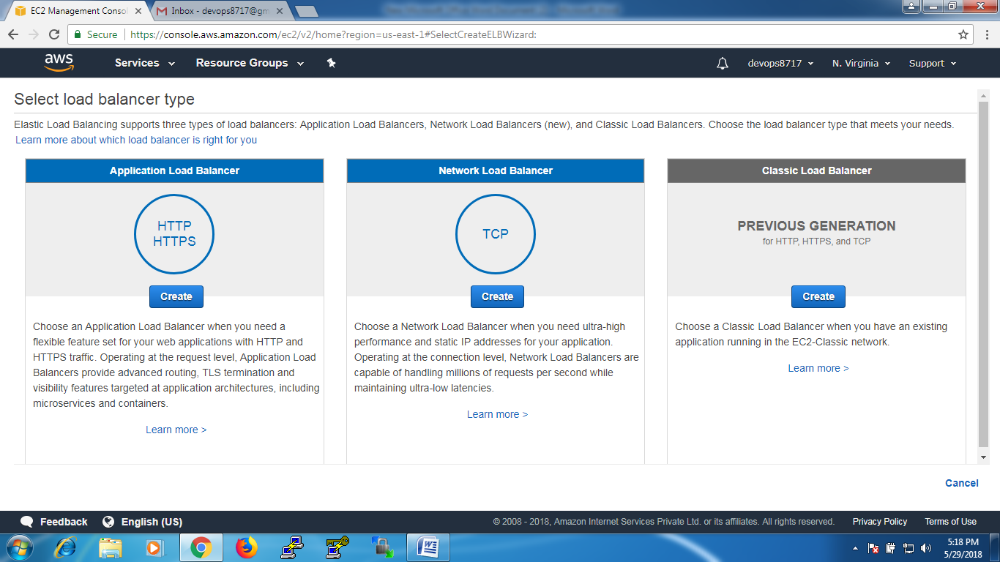 EC2 Management Consol
Inbox - devops8717@gm
Secure
https://console.aws.amazon.com/ec2/v2/home?region=us-east-1#SelectCreateELBWizard:
aws
Services
Resource Groups
devops8717
N. Virginia
Support
Select load balancer type
Elastic Load Balancing supports three types of load balancers: Application Load Balancers, Network Load Balancers (new), and Classic Load Balancers. Choose the load balancer type that meets your needs.
Learn more about which load balancer is right for you
Application Load Balancer
HTTP
HTTPS
Create
Choose an Application Load Balancer when you need a
flexible feature set for your web applications with HTTP and
HTTPS traffic. Operating at the request level, Application Load
Balancers provide advanced routing, TLS termination and
visibility features targeted at application architectures, including
microservices and containers.
Learn more >
Network Load Balancer
TCP
Create
Choose a Network Load Balancer when you need ultra-high
performance and static IP addresses for your application.
Operating at the connection level, Network Load Balancers are
capable of handling millions of requests per second while
maintaining ultra-low latencies.
Learn more >
Classic Load Balancer
PREVIOUS GENERATION
for HTTP, HTTPS, and TCP
Create
Choose a Classic Load Balancer when you have an existing
application running in the EC2-Classic network.
Learn more >
Cancel
Feedback
English (US)
© 2008 - 2018, Amazon Internet Services Private Ltd. or its affiliates. All rights reserved.
Privacy Policy
Terms of Use
5:18 PM
5/29/2018